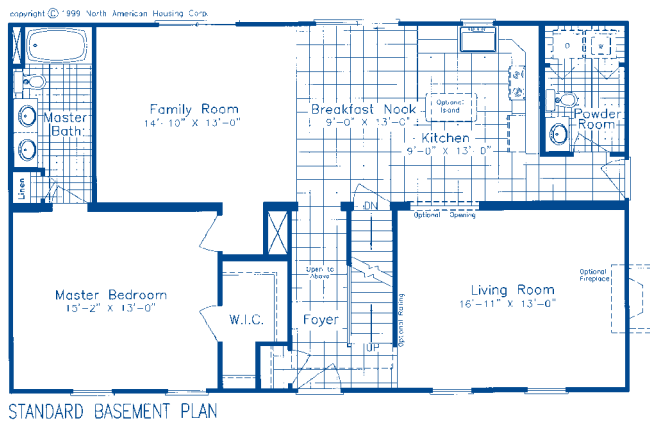 copyright © 1999 North American Housing Corp.
Master
Bath
Family Room
14'-10" X 13'-0"
Breakfast Nook
9'-0" X 13'-0"
Optional
Island
Kitchen
9'-0" X 13'-0"
Powder
Room
Linen
DN
Optional Opening
Master Bedroom
15'-2" X 13'-0"
W.I.C.
Open to
Above
Foyer
UP
Optional Railing
Living Room
16'-11" X 13'-0"
Optional
Fireplace
STANDARD BASEMENT PLAN